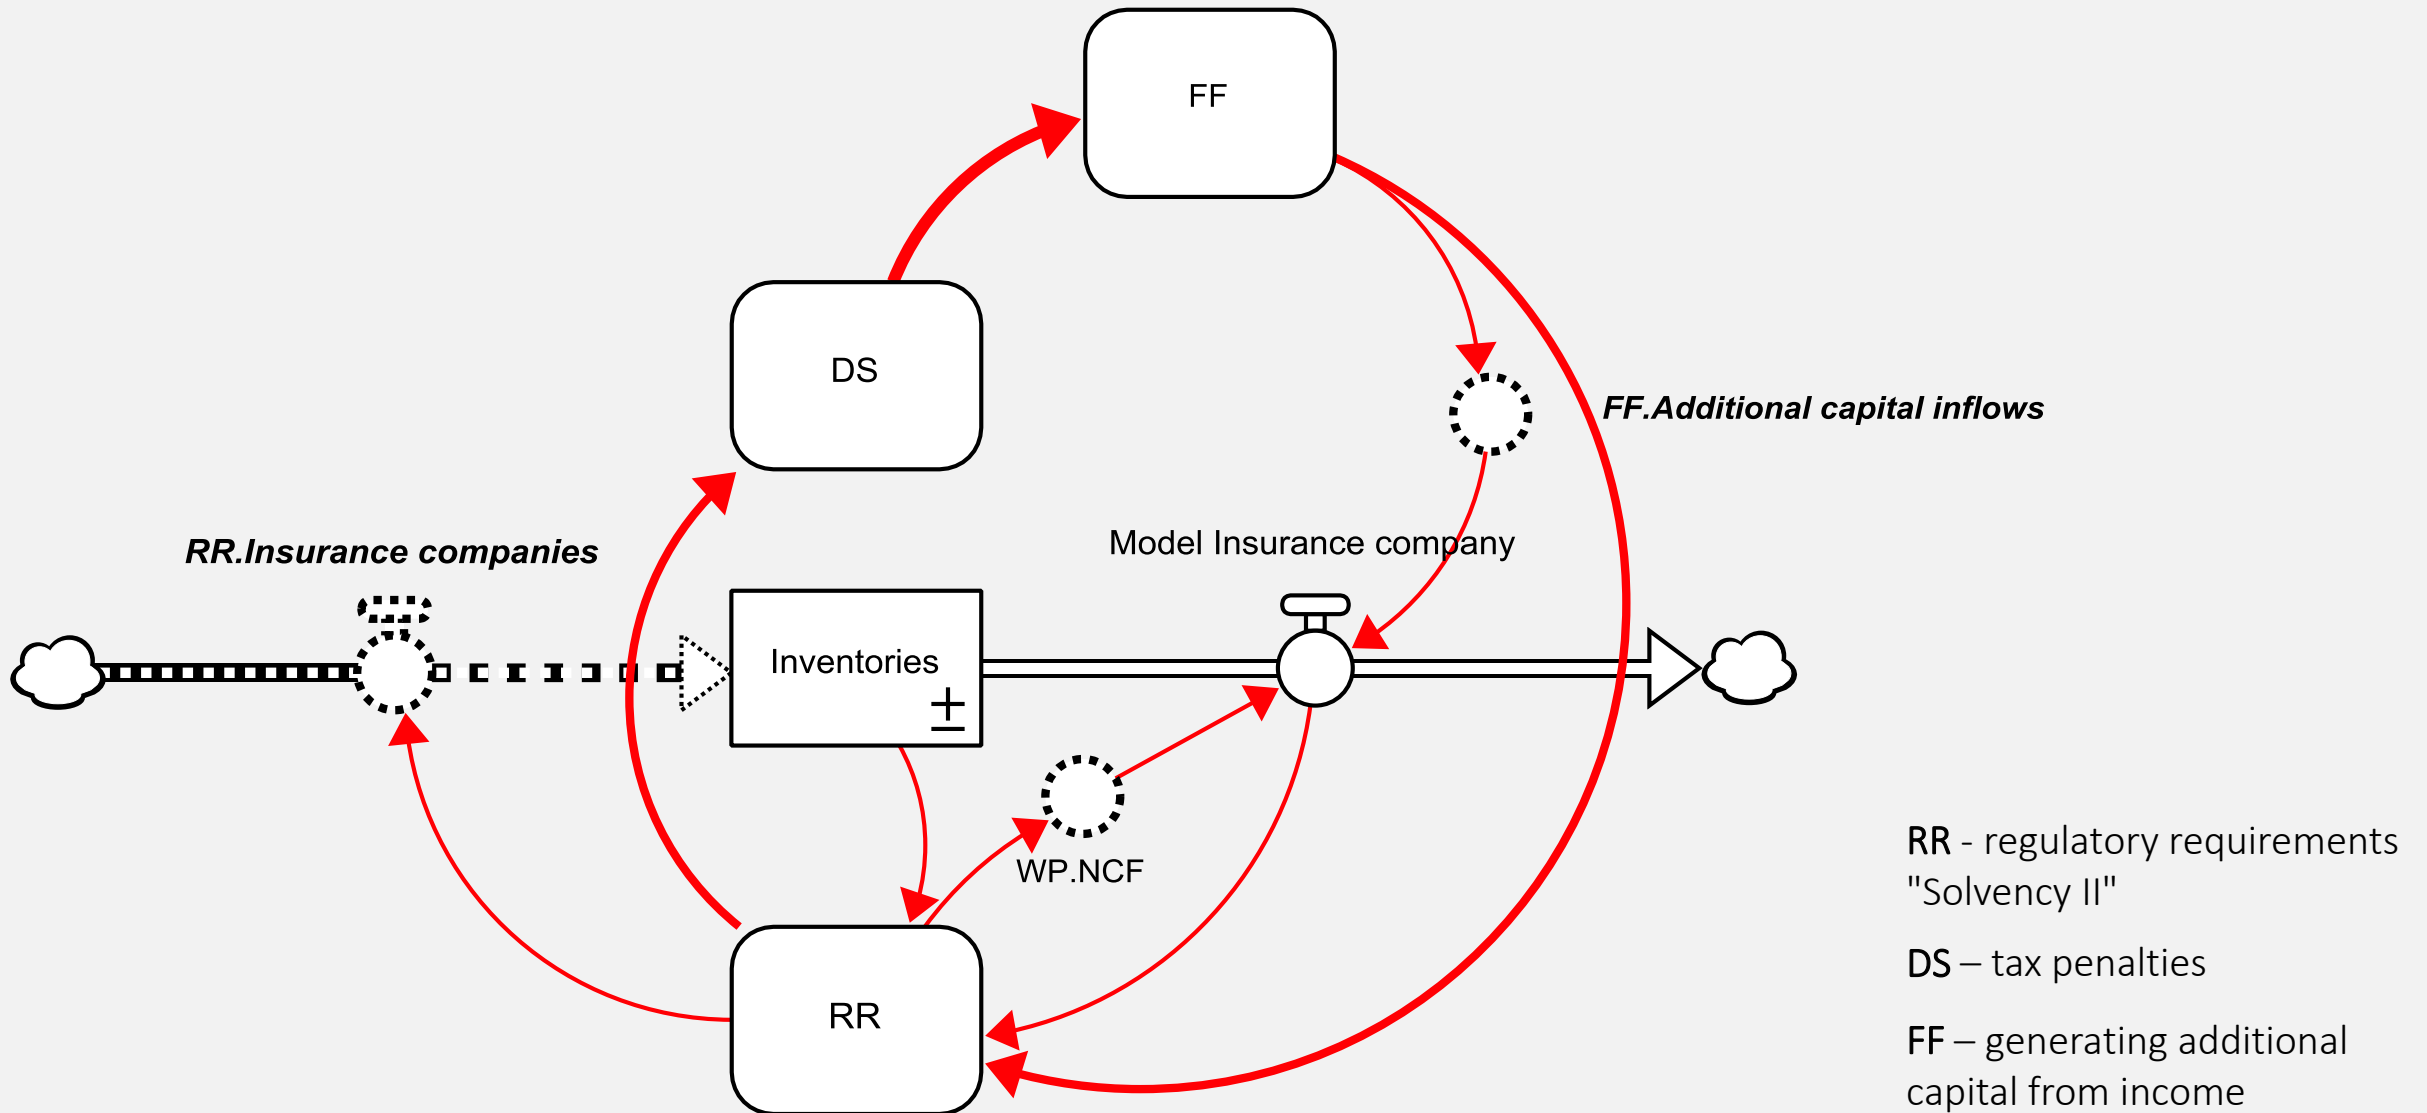 FF
DS
FF.Additional capital inflows
RR.Insurance companies
Model Insurance company
Inventories
±
WP.NCF
RR
RR - regulatory requirements
"Solvency II"
DS – tax penalties
FF – generating additional
capital from income